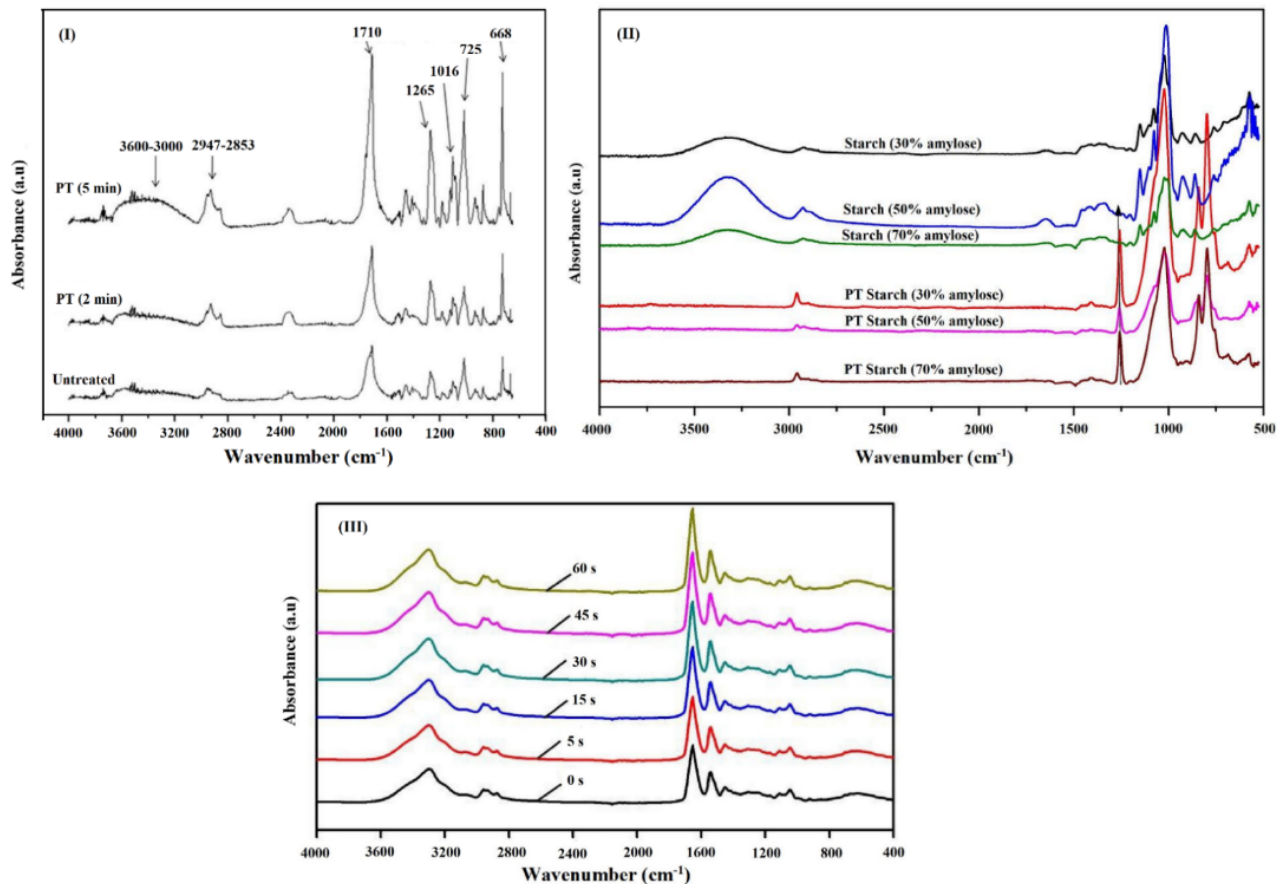 (I)
1710
668
725
1016
1265
2947-2853
3600-3000
PT (5 min)
PT (2 min)
Untreated
Absorbance (a.u)
4000 3600 3200 2800 2400 2000 1600 1200 800 400
Wavenumber (cm-1)
(II)
Starch (30% amylose)
Starch (50% amylose)
Starch (70% amylose)
PT Starch (30% amylose)
PT Starch (50% amylose)
PT Starch (70% amylose)
Absorbance (a.u)
4000 3500 3000 2500 2000 1500 1000 500
Wavenumber (cm-1)
(III)
60 s
45 s
30 s
15 s
5 s
0 s
Absorbance (a.u)
4000 3600 3200 2800 2400 2000 1600 1200 800 400
Wavenumber (cm-1)